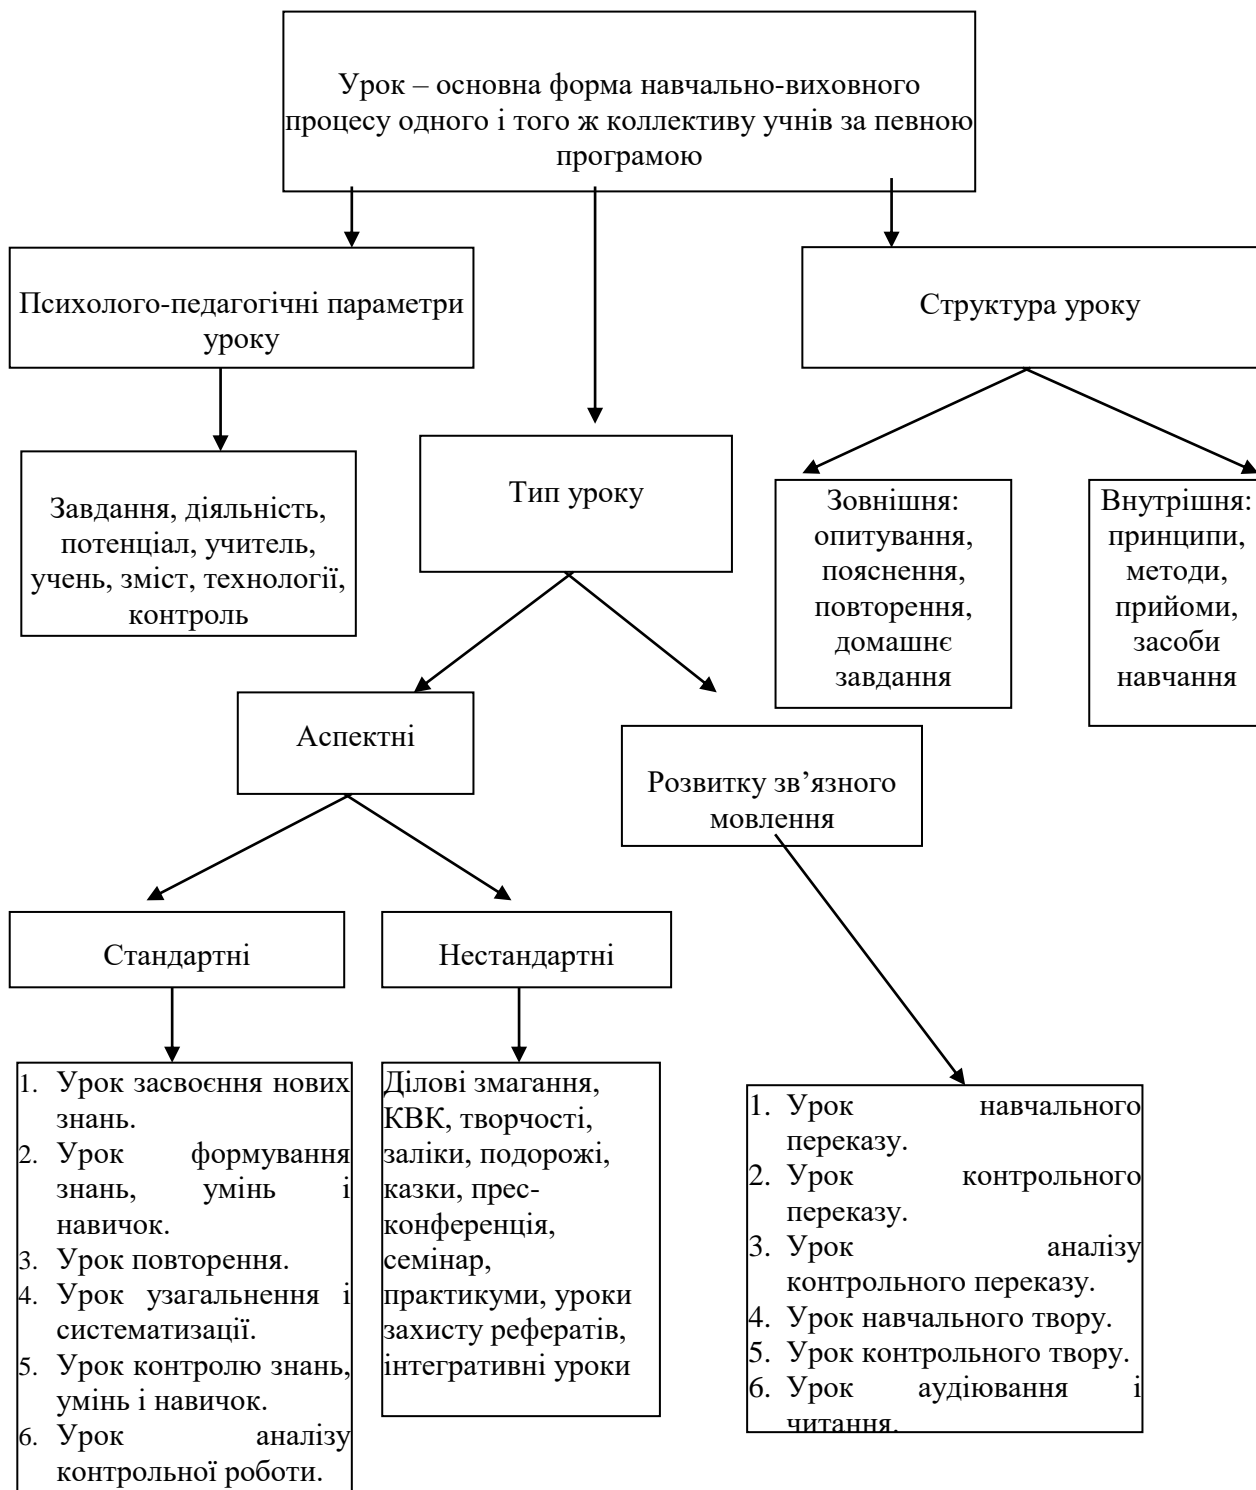 Урок – основна форма навчально-виховного
процесу одного і того ж коллективу учнів за певною
програмою
Психолого-педагогічні параметри
уроку
Структура уроку
Завдання, діяльність,
потенціал, учитель,
учень, зміст, технології,
контроль
Тип уроку
Зовнішня:
опитування,
пояснення,
повторення,
домашнє
завдання
Внутрішня:
принципи,
методи,
прийоми,
засоби
навчання
Аспектні
Розвитку зв’язного
мовлення
Стандартні
Нестандартні
1. Урок засвоєння нових
знань.
2. Урок формування
знань, умінь і
навичок.
3. Урок повторення.
4. Урок узагальнення і
систематизації.
5. Урок контролю знань,
умінь і навичок.
6. Урок аналізу
контрольної роботи.
Ділові змагання,
КВК, творчості,
заліки, подорожі,
казки, прес-
конференція,
семінар,
практикуми, уроки
захисту рефератів,
інтегративні уроки
1. Урок навчального
переказу.
2. Урок контрольного
переказу.
3. Урок аналізу
контрольного переказу.
4. Урок навчального твору.
5. Урок контрольного твору.
6. Урок аудіювання і
читання.